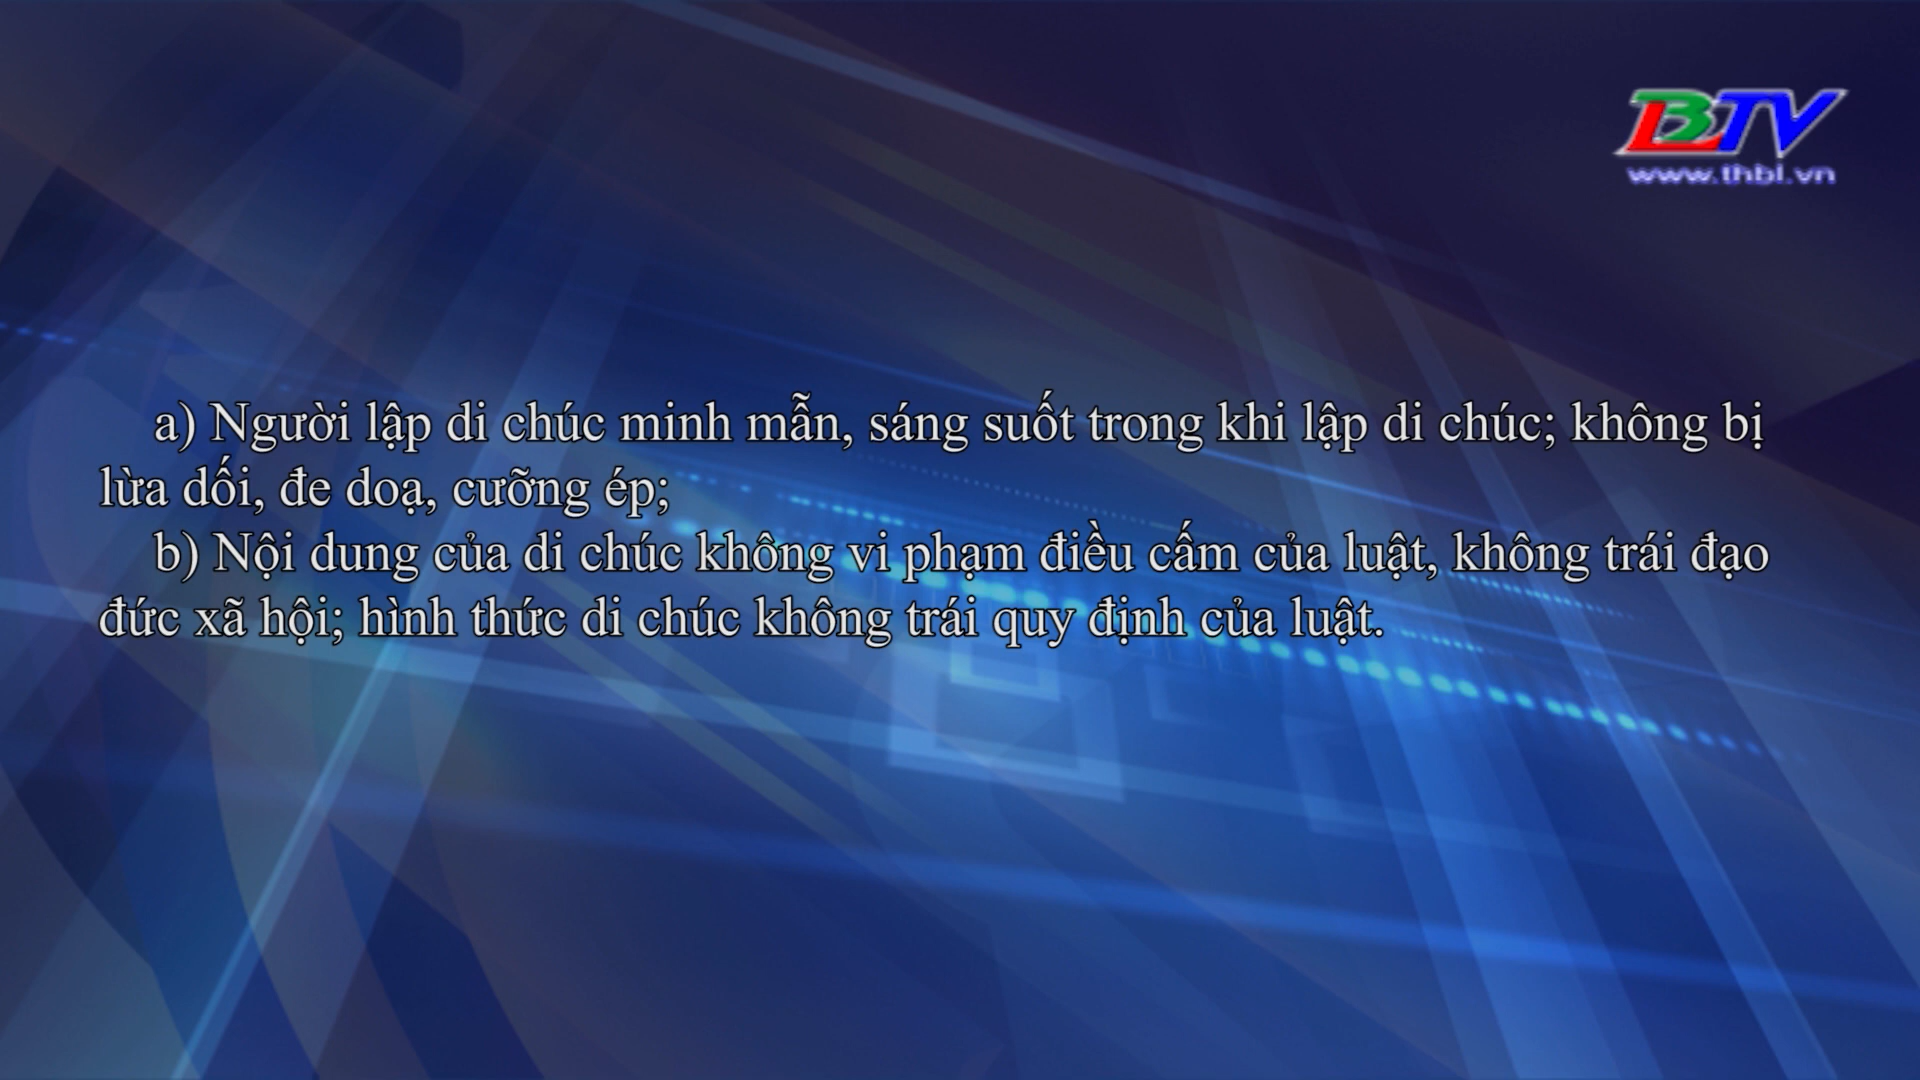 BTV
www.thbl.vn
a) Người lập di chúc minh mẫn, sáng suốt trong khi lập di chúc; không bị
lừa dối, đe doạ, cưỡng ép;
b) Nội dung của di chúc không vi phạm điều cấm của luật, không trái đạo
đức xã hội; hình thức di chúc không trái quy định của luật.